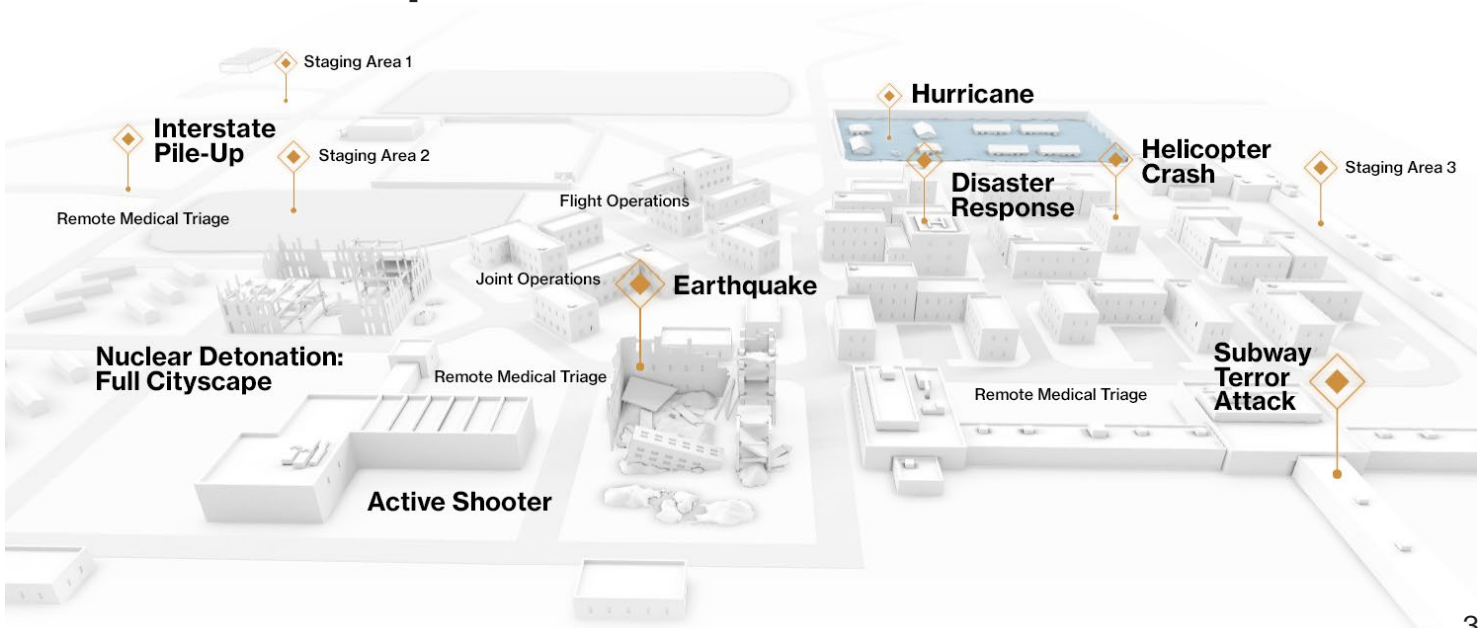 Staging Area 1
Hurricane
Interstate
Pile-Up
Staging Area 2
Helicopter
Crash
Staging Area 3
Disaster
Response
Flight Operations
Remote Medical Triage
Joint Operations
Earthquake
Nuclear Detonation:
Full Cityscape
Remote Medical Triage
Subway
Terror
Attack
Remote Medical Triage
Active Shooter
3